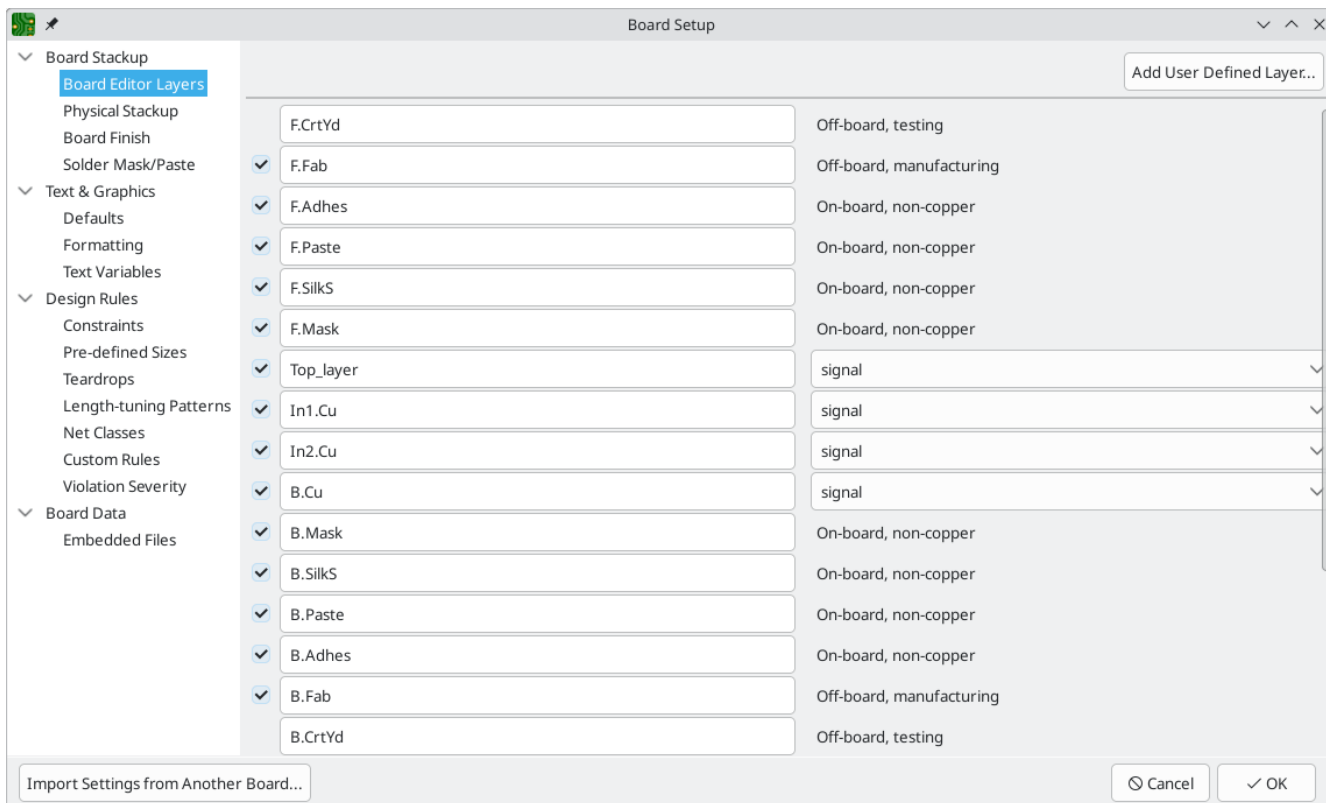 Board Setup
Board Stackup
Board Editor Layers
Physical Stackup
Board Finish
Solder Mask/Paste
Text & Graphics
Defaults
Formatting
Text Variables
Design Rules
Constraints
Pre-defined Sizes
Teardrops
Length-tuning Patterns
Net Classes
Custom Rules
Violation Severity
Board Data
Embedded Files
Add User Defined Layer...
F.CrtYd Off-board, testing
F.Fab Off-board, manufacturing
F.Adhes On-board, non-copper
F.Paste On-board, non-copper
F.SilkS On-board, non-copper
F.Mask On-board, non-copper
Top_layer signal
In1.Cu signal
In2.Cu signal
B.Cu signal
B.Mask On-board, non-copper
B.SilkS On-board, non-copper
B.Paste On-board, non-copper
B.Adhes On-board, non-copper
B.Fab Off-board, manufacturing
B.CrtYd Off-board, testing
Import Settings from Another Board... Cancel OK